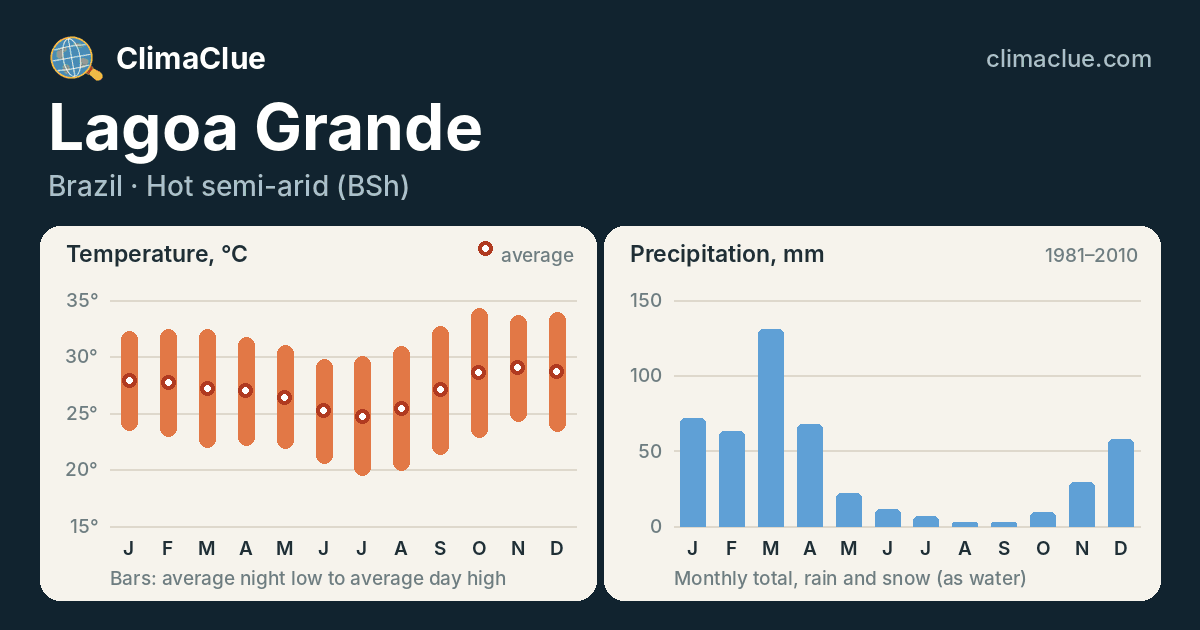 ClimaClue
climaclue.com
Lagoa Grande
Brazil · Hot semi-arid (BSh)
Temperature, °C
average
35°
30°
25°
20°
15°
J F M A M J J A S O N D
Bars: average night low to average day high
Precipitation, mm
1981–2010
150
100
50
0
J F M A M J J A S O N D
Monthly total, rain and snow (as water)